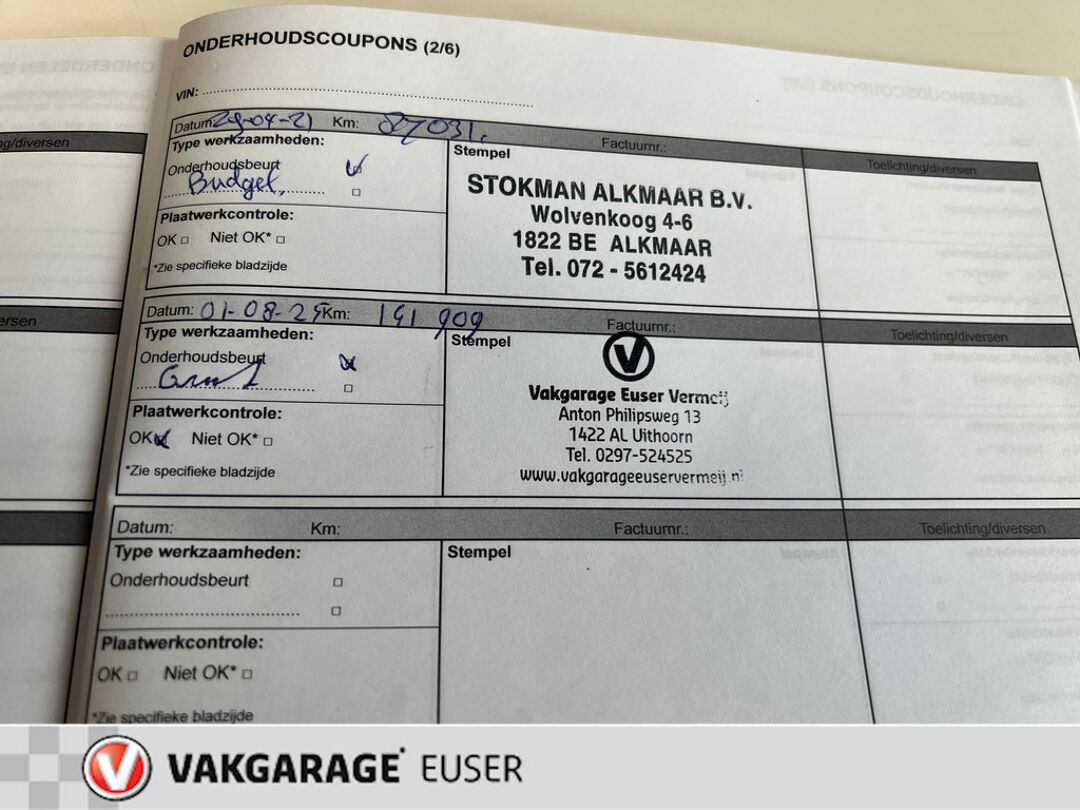 ONDERHOUDSCOUPONS (2/6)
VIN:
Datum: 29-04-21 Km: 87031, Factuurnr.: Toelichting/diversen
Type werkzaamheden:
Onderhoudsbeurt
Budget,
Plaatwerkcontrole:
OK Niet OK*
*Zie specifieke bladzijde
Stempel
STOKMAN ALKMAAR B.V.
Wolvenkoog 4-6
1822 BE ALKMAAR
Tel. 072 - 5612424
Datum: 01-08-25 Km: 191 909 Factuurnr.: Toelichting/diversen
Type werkzaamheden:
Onderhoudsbeurt
Plaatwerkcontrole:
OK Niet OK*
*Zie specifieke bladzijde
Stempel
Vakgarage Euser Vermeij
Anton Philipsweg 13
1422 AL Uithoorn
Tel. 0297-524525
www.vakgarageeuservermeij.nl
Datum: Km: Factuurnr.: Toelichting/diversen
Type werkzaamheden:
Onderhoudsbeurt
Plaatwerkcontrole:
OK Niet OK*
*Zie specifieke bladzijde
Stempel
VAKGARAGE EUSER